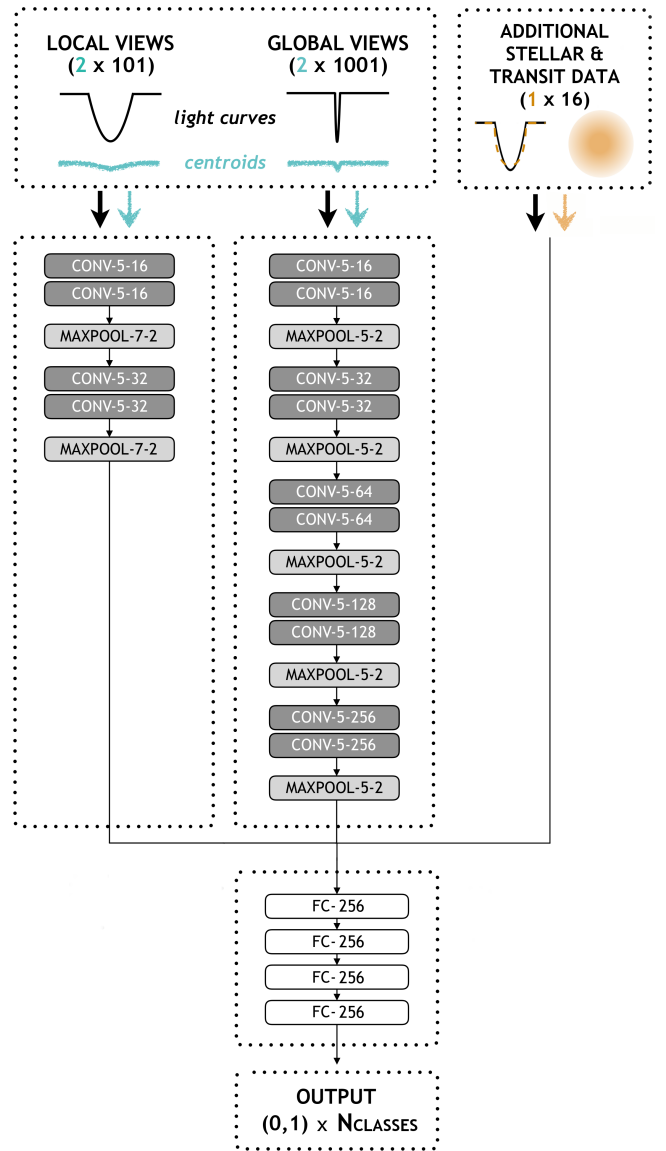 LOCAL VIEWS
(2 x 101)
GLOBAL VIEWS
(2 x 1001)
light curves
centroids
ADDITIONAL
STELLAR &
TRANSIT DATA
(1 x 16)
CONV-5-16
CONV-5-16
MAXPOOL-7-2
CONV-5-32
CONV-5-32
MAXPOOL-7-2
CONV-5-16
CONV-5-16
MAXPOOL-5-2
CONV-5-32
CONV-5-32
MAXPOOL-5-2
CONV-5-64
CONV-5-64
MAXPOOL-5-2
CONV-5-128
CONV-5-128
MAXPOOL-5-2
CONV-5-256
CONV-5-256
MAXPOOL-5-2
FC- 256
FC- 256
FC- 256
FC- 256
OUTPUT
(0,1) x NCLASSES